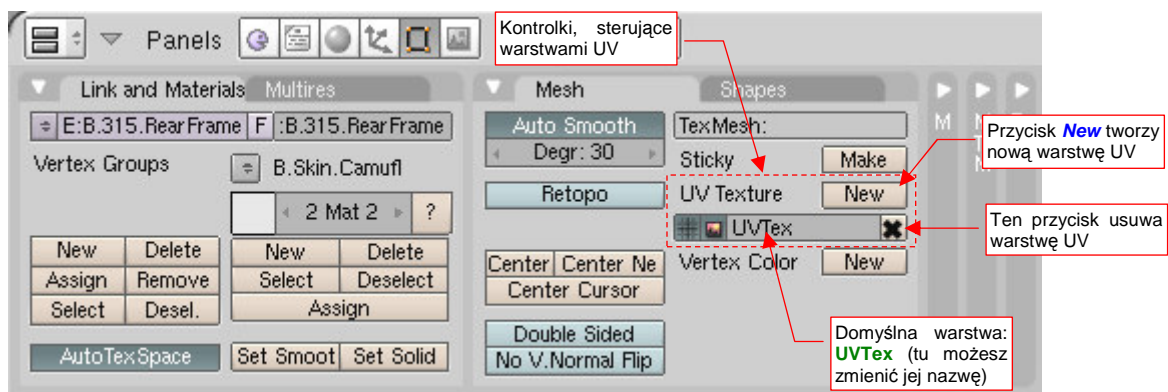 Panels
Kontrolki, sterujące
warstwami UV
Link and Materials
Multires
Mesh
Shapes
E:B.315.RearFrame
F
:B.315.RearFrame
Vertex Groups
B.Skin.Camufl
2 Mat 2
?
New
Delete
Assign
Remove
Select
Desel.
New
Delete
Select
Deselect
Assign
AutoTexSpace
Set Smoot
Set Solid
Auto Smooth
Degr: 30
Retopo
Center
Center Ne
Center Cursor
Double Sided
No V.Normal Flip
TexMesh:
Sticky
Make
UV Texture
New
UVTex
Vertex Color
New
M
Przycisk New tworzy
nową warstwę UV
Ten przycisk usuwa
warstwę UV
Domyślna warstwa:
UVTex (tu możesz
zmienić jej nazwę)